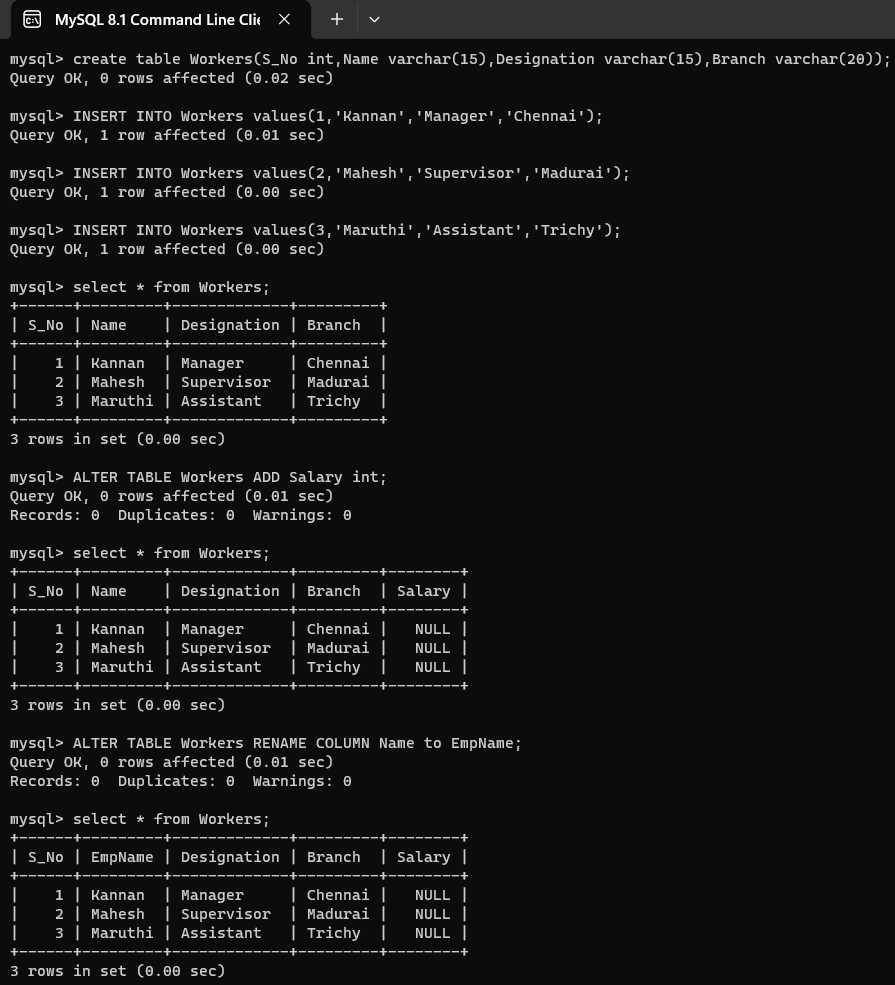 MySQL 8.1 Command Line Clie
mysql> create table Workers(S_No int,Name varchar(15),Designation varchar(15),Branch varchar(20));
Query OK, 0 rows affected (0.02 sec)
mysql> INSERT INTO Workers values(1,'Kannan','Manager','Chennai');
Query OK, 1 row affected (0.01 sec)
mysql> INSERT INTO Workers values(2,'Mahesh','Supervisor','Madurai');
Query OK, 1 row affected (0.00 sec)
mysql> INSERT INTO Workers values(3,'Maruthi','Assistant','Trichy');
Query OK, 1 row affected (0.00 sec)
mysql> select * from Workers;
+------+---------+-------------+---------+
| S_No | Name    | Designation | Branch  |
+------+---------+-------------+---------+
|    1 | Kannan  | Manager     | Chennai |
|    2 | Mahesh  | Supervisor  | Madurai |
|    3 | Maruthi | Assistant   | Trichy  |
+------+---------+-------------+---------+
3 rows in set (0.00 sec)
mysql> ALTER TABLE Workers ADD Salary int;
Query OK, 0 rows affected (0.01 sec)
Records: 0  Duplicates: 0  Warnings: 0
mysql> select * from Workers;
+------+---------+-------------+---------+--------+
| S_No | Name    | Designation | Branch  | Salary |
+------+---------+-------------+---------+--------+
|    1 | Kannan  | Manager     | Chennai |   NULL |
|    2 | Mahesh  | Supervisor  | Madurai |   NULL |
|    3 | Maruthi | Assistant   | Trichy  |   NULL |
+------+---------+-------------+---------+--------+
3 rows in set (0.00 sec)
mysql> ALTER TABLE Workers RENAME COLUMN Name to EmpName;
Query OK, 0 rows affected (0.01 sec)
Records: 0  Duplicates: 0  Warnings: 0
mysql> select * from Workers;
+------+---------+-------------+---------+--------+
| S_No | EmpName | Designation | Branch  | Salary |
+------+---------+-------------+---------+--------+
|    1 | Kannan  | Manager     | Chennai |   NULL |
|    2 | Mahesh  | Supervisor  | Madurai |   NULL |
|    3 | Maruthi | Assistant   | Trichy  |   NULL |
+------+---------+-------------+---------+--------+
3 rows in set (0.00 sec)